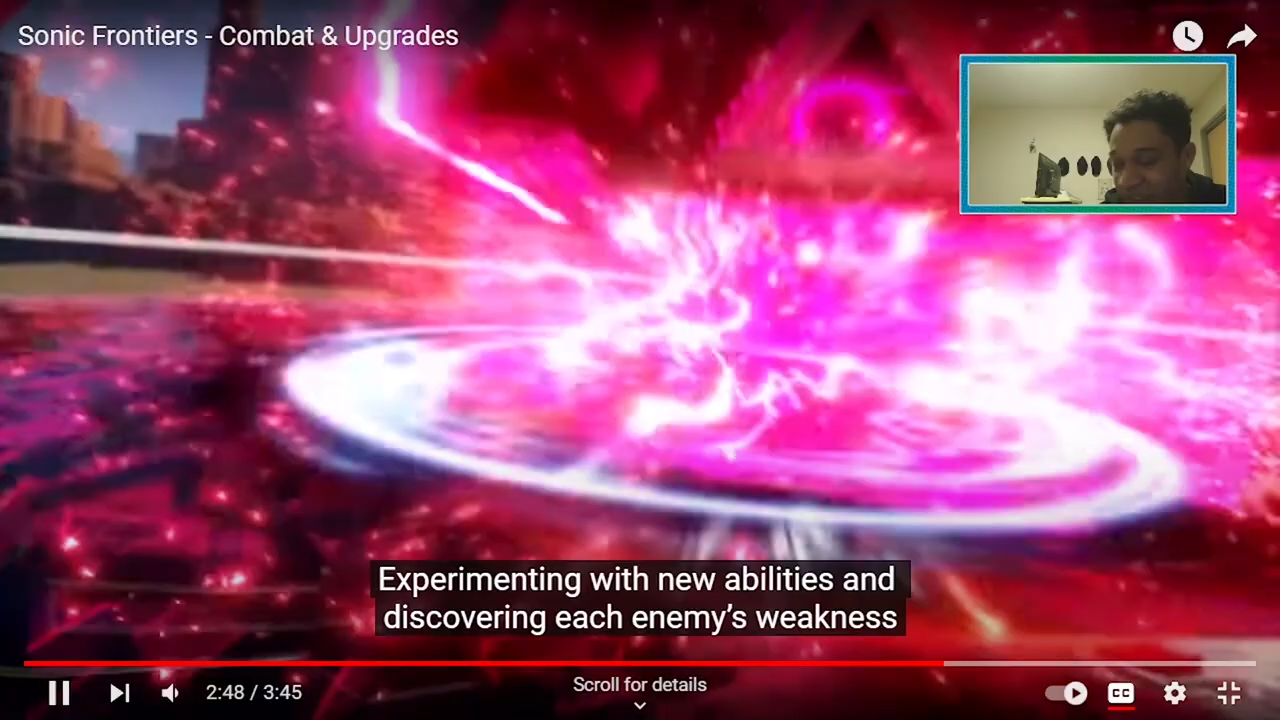 Sonic Frontiers - Combat & Upgrades
Experimenting with new abilities and
discovering each enemy’s weakness
2:48 / 3:45
Scroll for details
CC